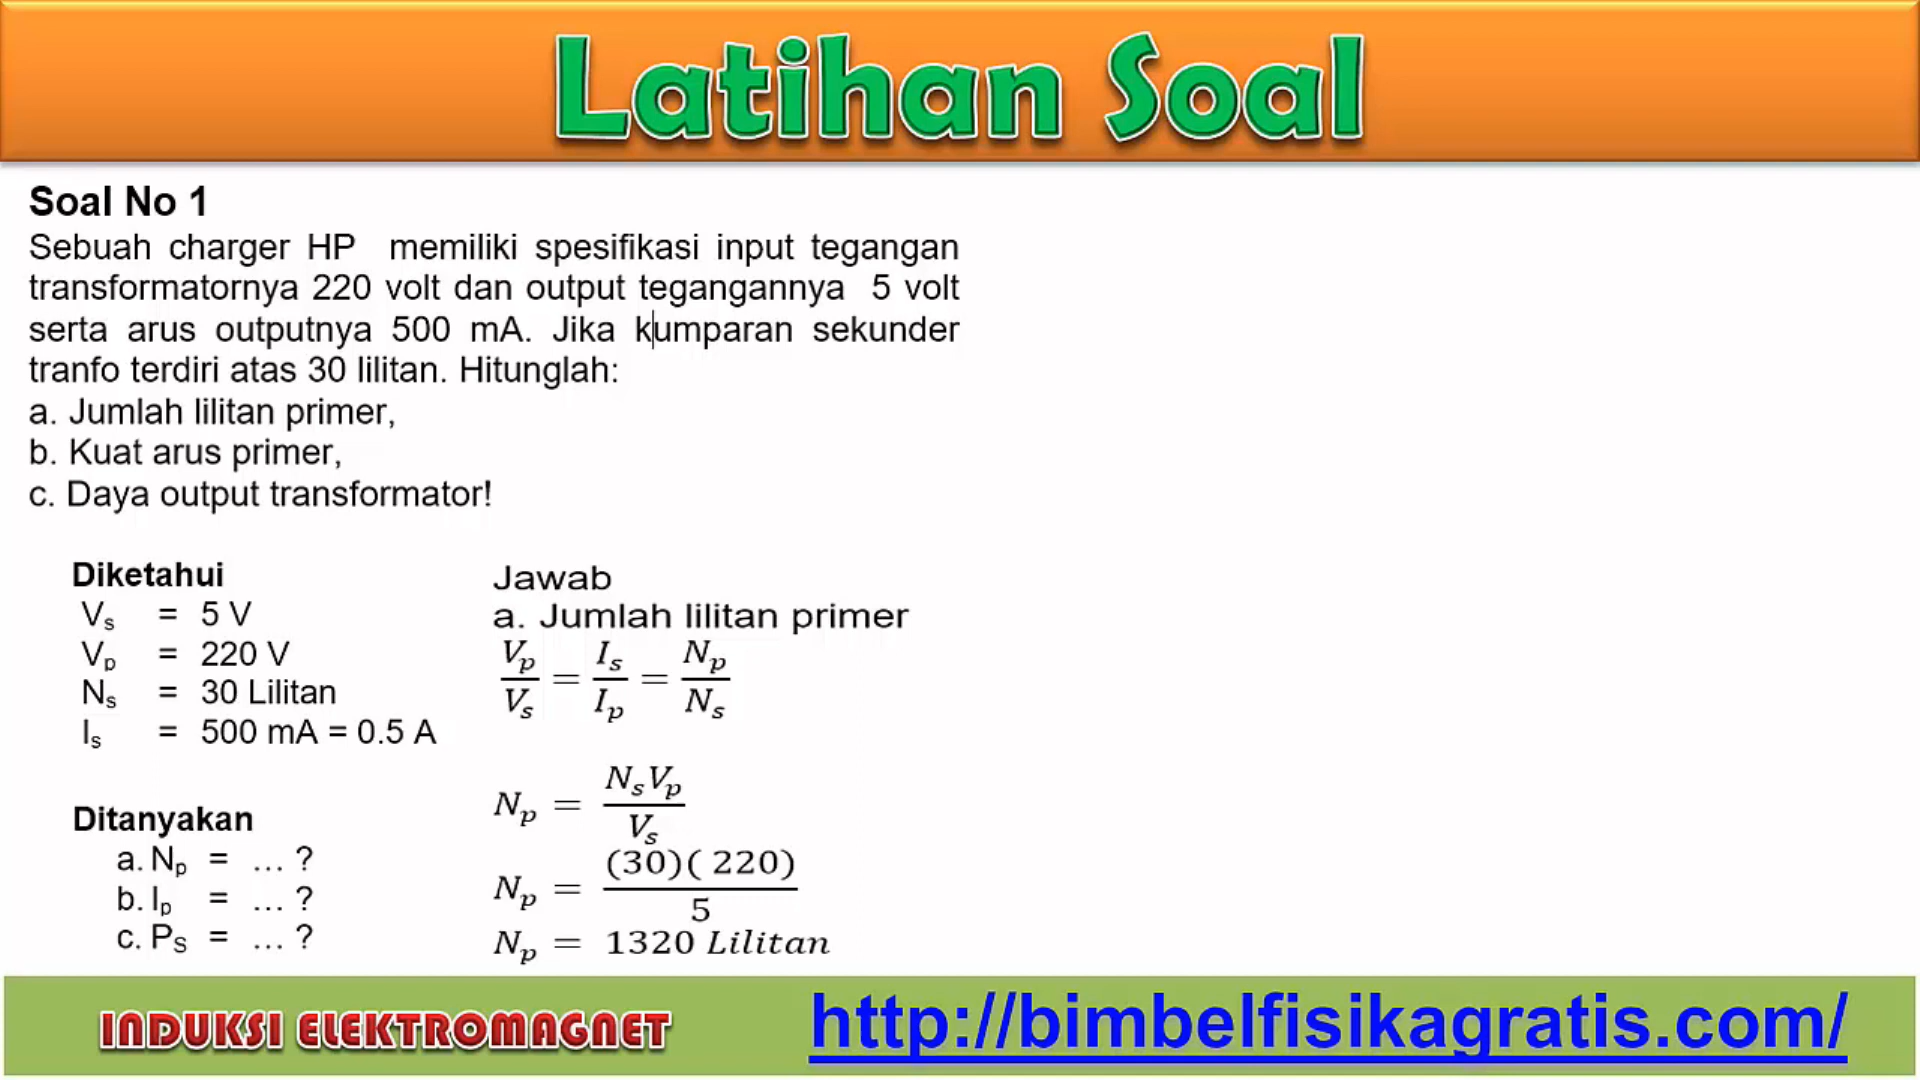 Latihan Soal
Soal No 1
Sebuah charger HP memiliki spesifikasi input tegangan
transformatornya 220 volt dan output tegangannya 5 volt
serta arus outputnya 500 mA. Jika kumparan sekunder
tranfo terdiri atas 30 lilitan. Hitunglah:
a. Jumlah lilitan primer,
b. Kuat arus primer,
c. Daya output transformator!
Diketahui
Vₛ = 5 V
Vₚ = 220 V
Nₛ = 30 Lilitan
Iₛ = 500 mA = 0.5 A
Ditanyakan
a. Nₚ = ... ?
b. Iₚ = ... ?
c. P_S = ... ?
Jawab
a. Jumlah lilitan primer
Vₚ/Vₛ = Iₛ/Iₚ = Nₚ/Nₛ
Nₚ = NₛVₚ/Vₛ
Nₚ = (30)( 220)/5
Nₚ = 1320 Lilitan
INDUKSI ELEKTROMAGNET
http://bimbelfisikagratis.com/